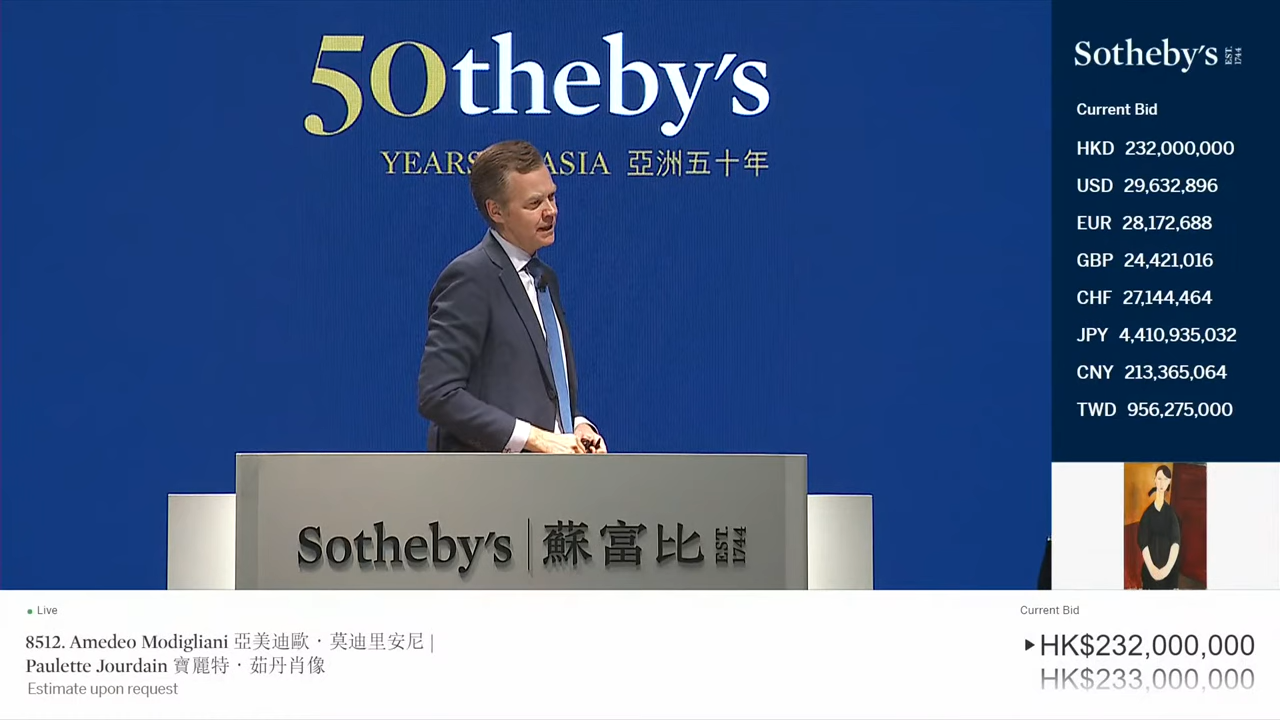 50theby's
YEARS ASIA 亞洲五十年
Sotheby's | 蘇富比 EST. 1744
Sotheby's EST. 1744
Current Bid
HKD 232,000,000
USD 29,632,896
EUR 28,172,688
GBP 24,421,016
CHF 27,144,464
JPY 4,410,935,032
CNY 213,365,064
TWD 956,275,000
Live
8512. Amedeo Modigliani 亞美迪歐・莫迪里安尼 |
Paulette Jourdain 寶麗特・茹丹肖像
Estimate upon request
Current Bid
HK$232,000,000
HK$233,000,000